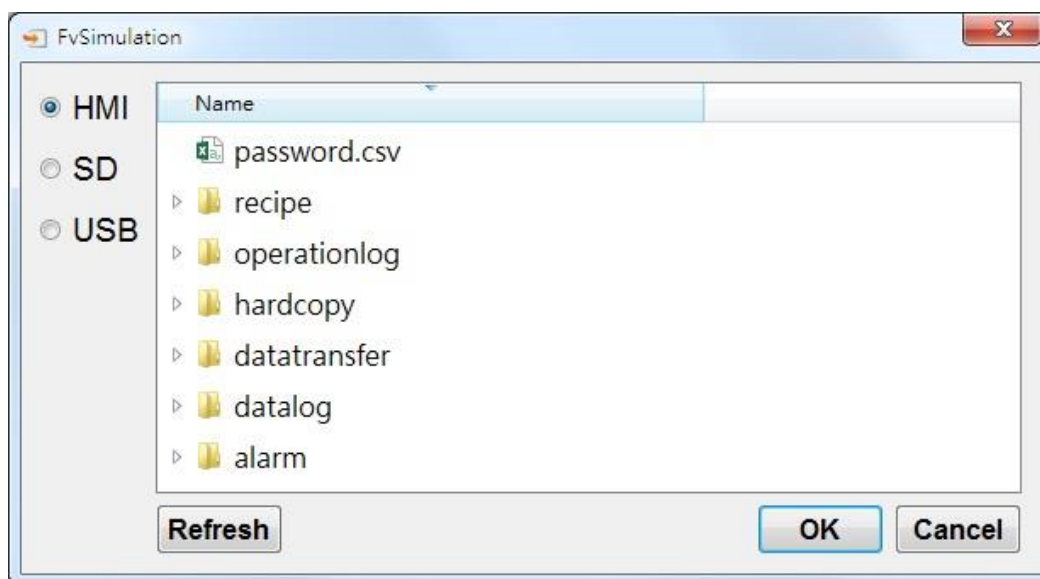 FvSimulation
HMI
SD
USB
Name
password.csv
recipe
operationlog
hardcopy
datatransfer
datalog
alarm
Refresh
OK
Cancel